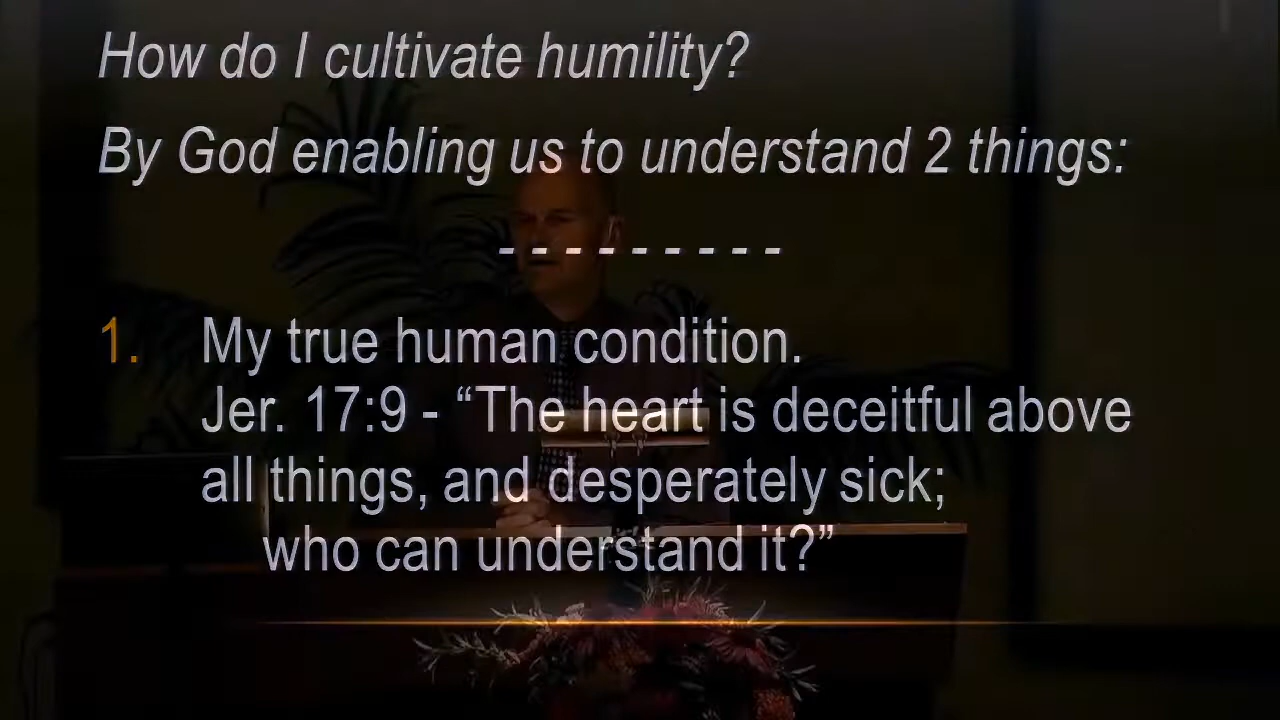 How do I cultivate humility?
By God enabling us to understand 2 things:
- - - - - - - - -
1. My true human condition.
Jer. 17:9 - “The heart is deceitful above
all things, and desperately sick;
who can understand it?”